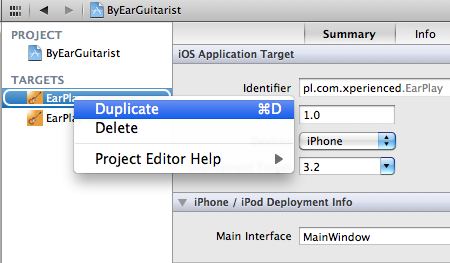 ByEarGuitarist
PROJECT
ByEarGuitarist
TARGETS
EarPla
EarPla
Duplicate ⌘D
Delete
Project Editor Help
Summary Info
iOS Application Target
Identifier pl.com.xperienced.EarPlay
1.0
iPhone
3.2
iPhone / iPod Deployment Info
Main Interface MainWindow